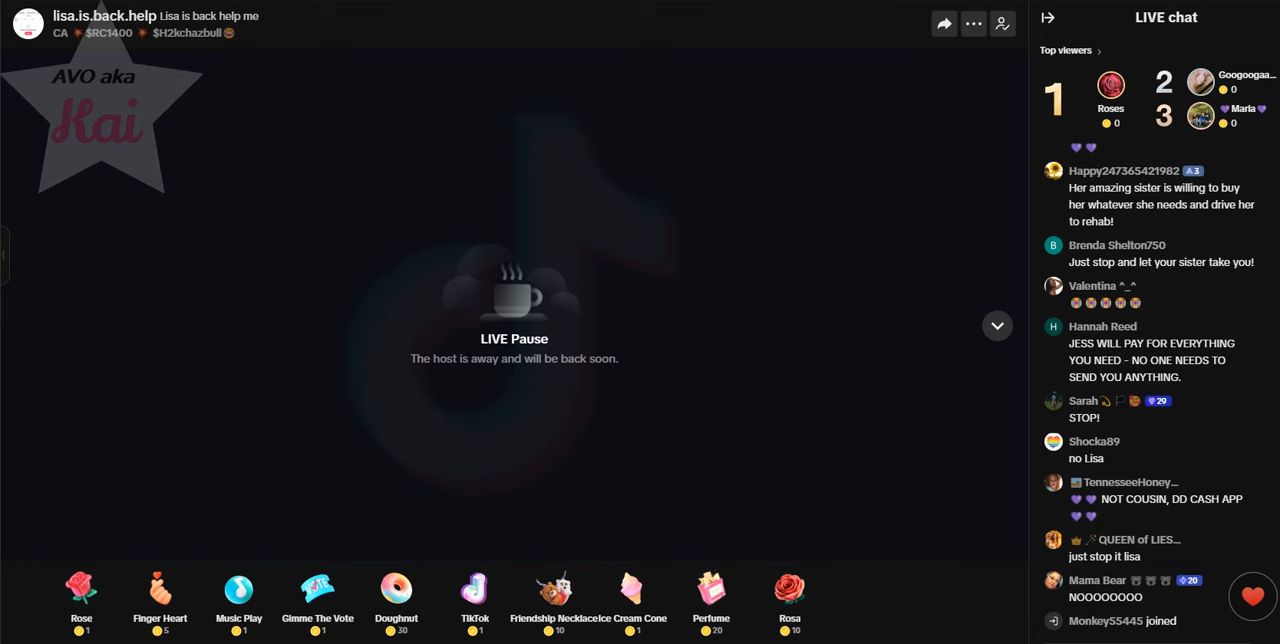 lisa.is.back.help Lisa is back help me
CA 💥 $RC1400 💥 $H2kchazbull
AVO aka
Kai
LIVE Pause
The host is away and will be back soon.
Rose
1
Finger Heart
5
Music Play
1
Gimme The Vote
1
Doughnut
30
TikTok
1
Friendship Necklace
10
Ice Cream Cone
1
Perfume
20
Rosa
10
LIVE chat
Top viewers >
1
Roses
0
2
Googoogaa...
0
3
💜Marla💜
0
💜 💜
Happy247365421982 3
Her amazing sister is willing to buy
her whatever she needs and drive her
to rehab!
B
Brenda Shelton750
Just stop and let your sister take you!
Valentina ^_^
H
Hannah Reed
JESS WILL PAY FOR EVERYTHING
YOU NEED - NO ONE NEEDS TO
SEND YOU ANYTHING.
Sarah 29
STOP!
Shocka89
no Lisa
TennesseeHoney...
💜 💜 NOT COUSIN, DD CASH APP
💜 💜
QUEEN of LIES...
just stop it lisa
Mama Bear 🐻 🐻 🐻 20
NOOOOOOOO
Monkey55445 joined